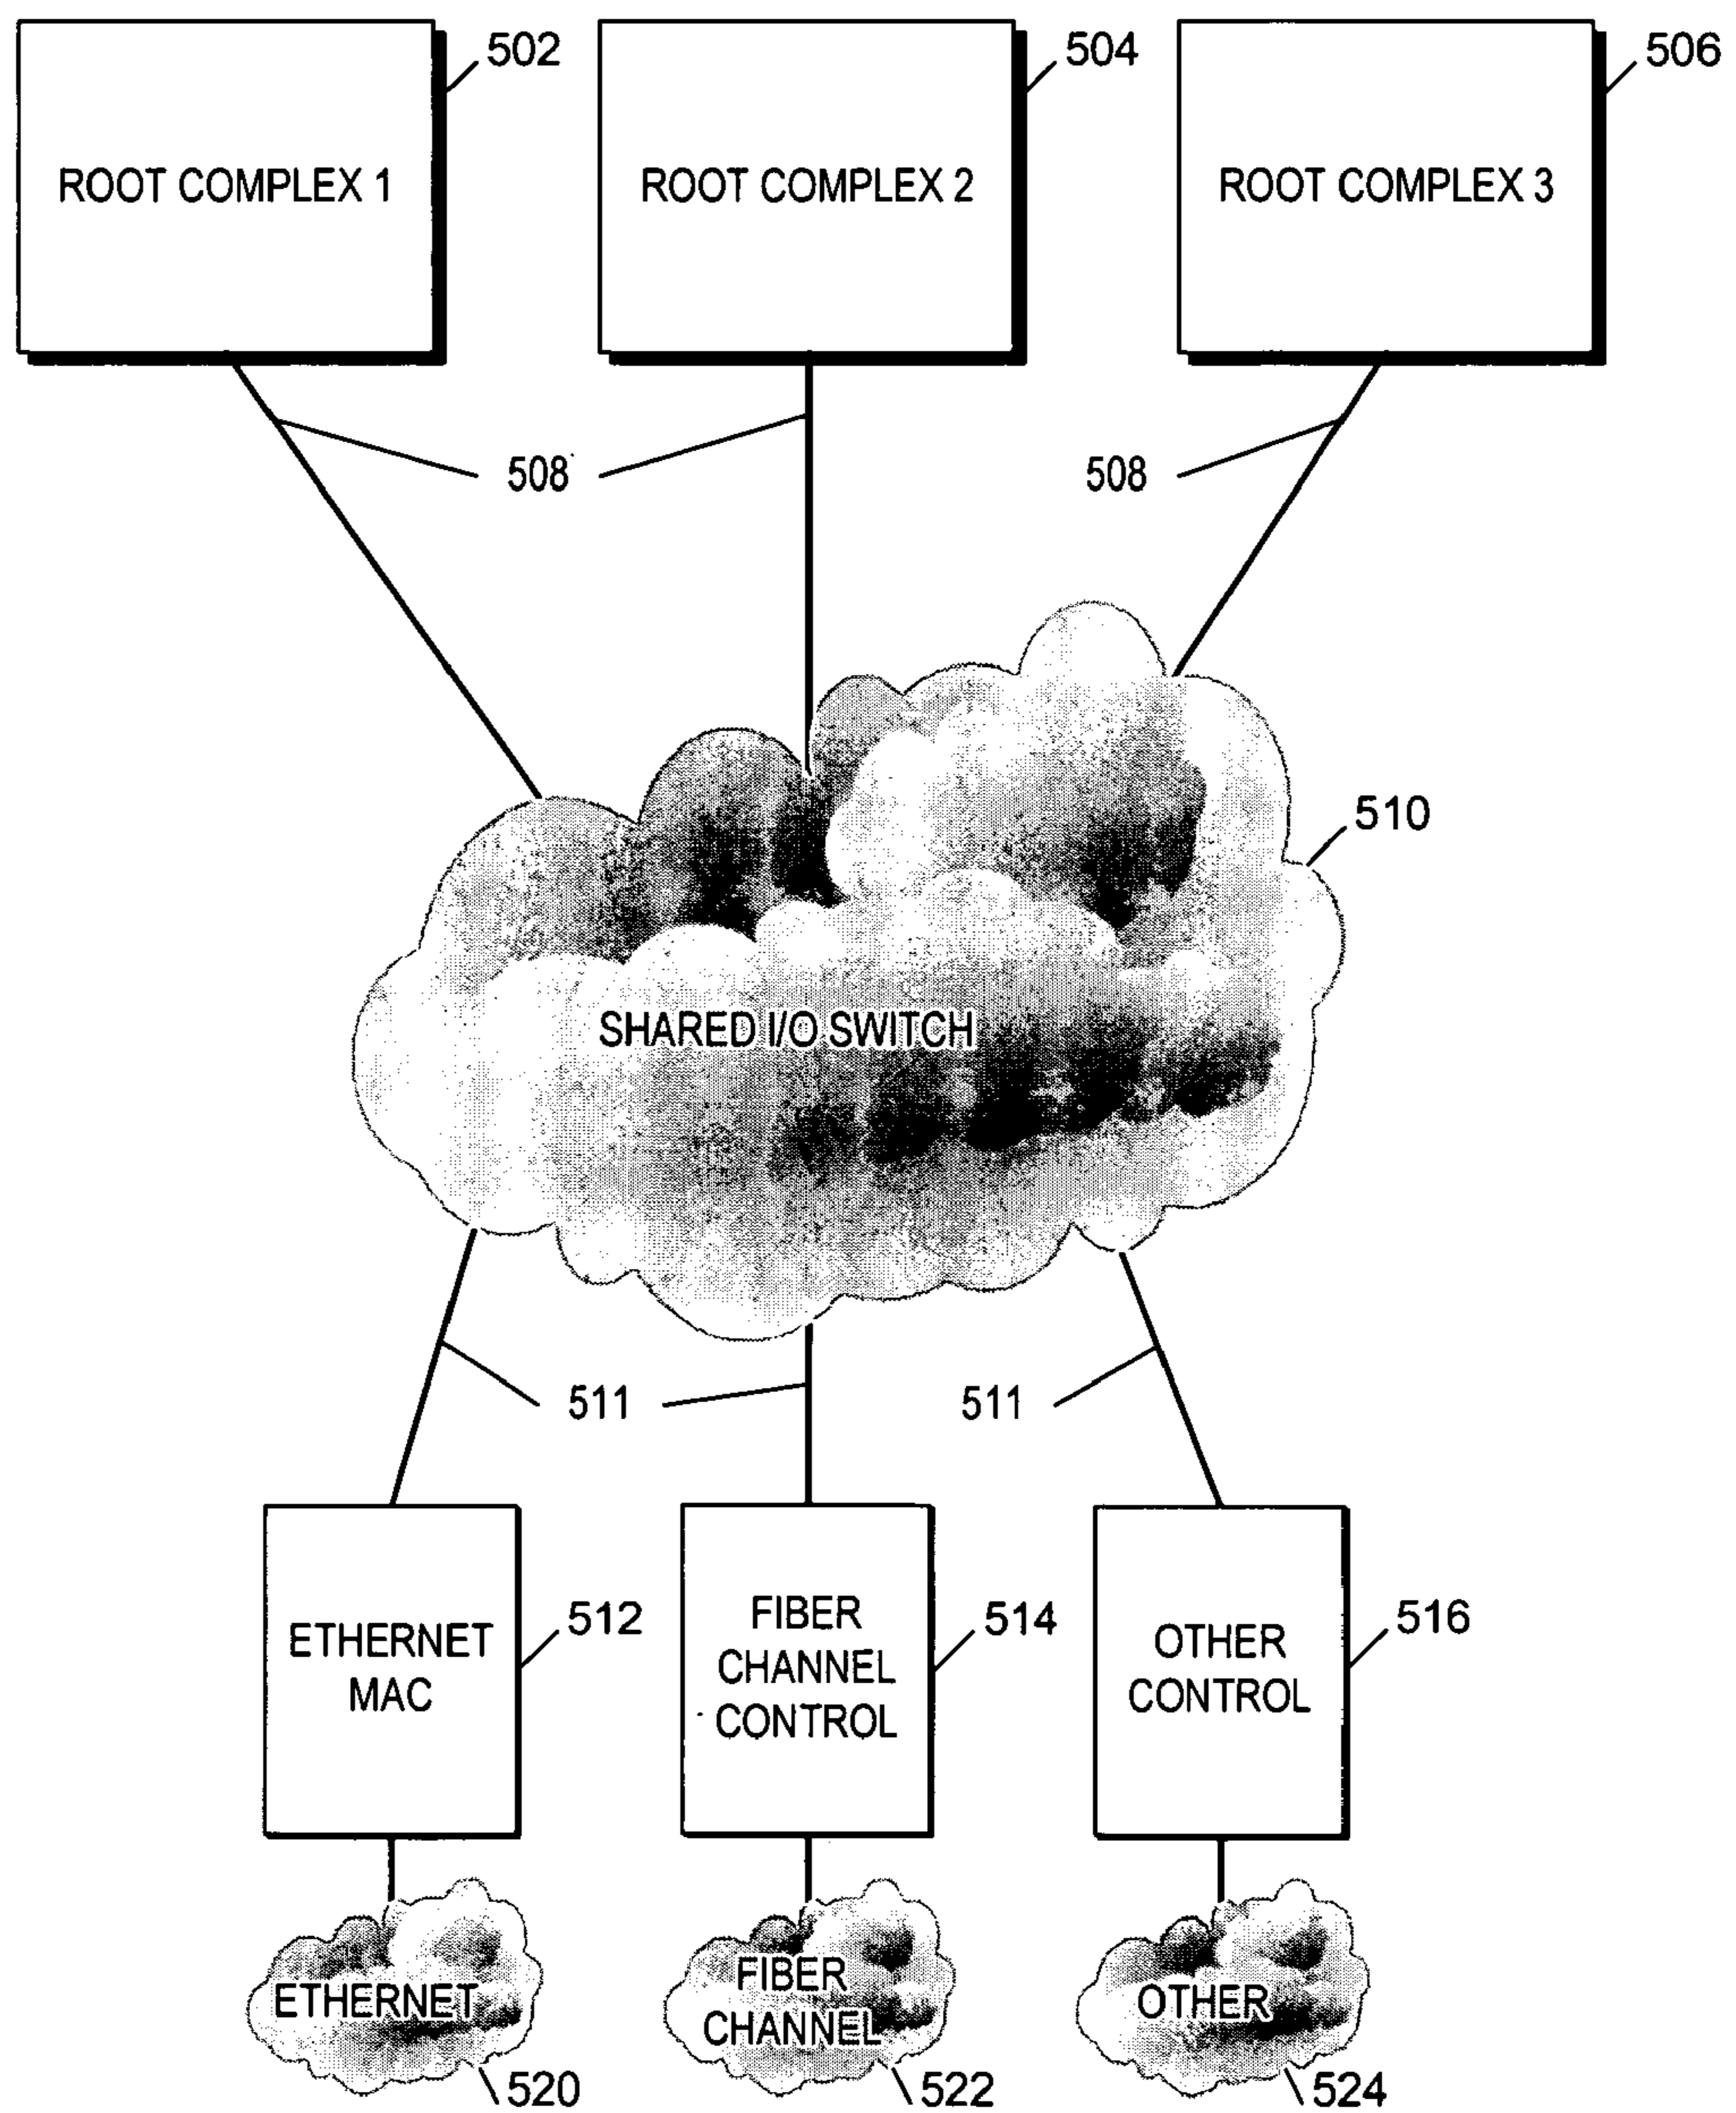 502
504
506
ROOT COMPLEX 1
ROOT COMPLEX 2
ROOT COMPLEX 3
508
508
510
SHARED I/O SWITCH
511
511
512
514
516
ETHERNET
MAC
FIBER
CHANNEL
CONTROL
OTHER
CONTROL
ETHERNET
FIBER
CHANNEL
OTHER
520
522
524